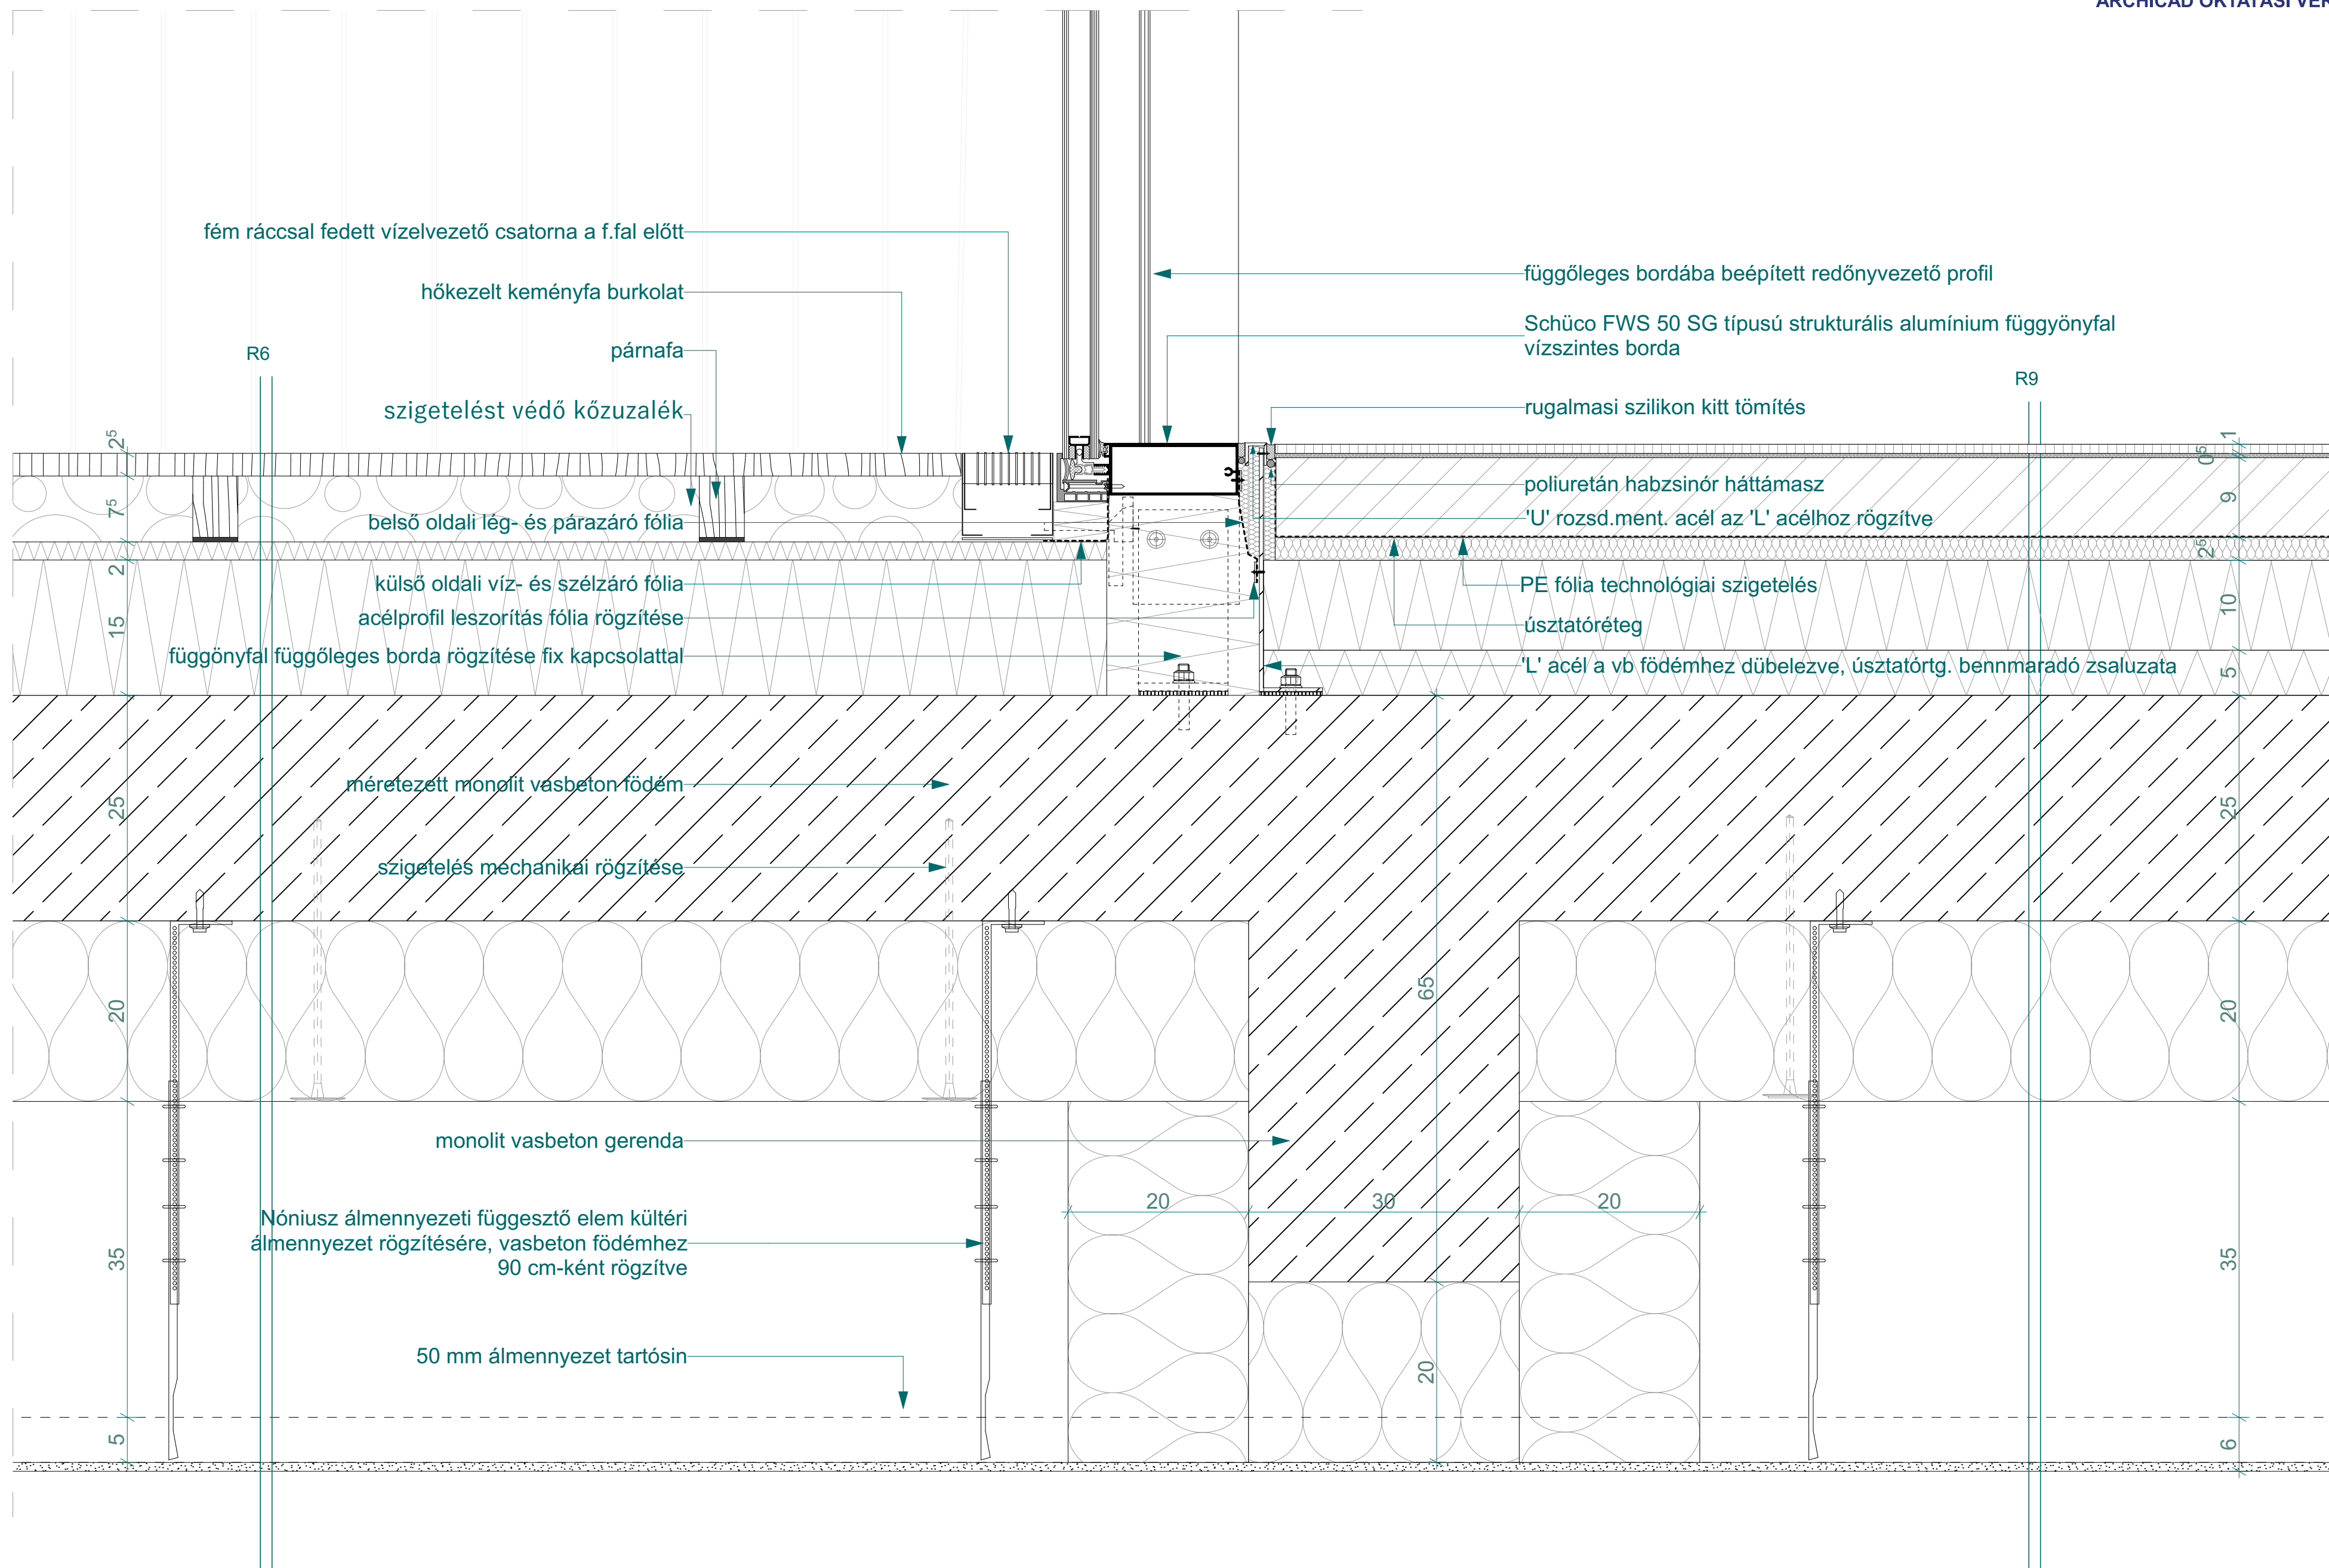 ARCHICAD OKTATÁSI VER
fém ráccsal fedett vízelvezető csatorna a f.fal előtt
hőkezelt keményfa burkolat
párnafa
R6
szigetelést védő kőzuzalék
belső oldali lég- és párazáró fólia
külső oldali víz- és szélzáró fólia
acélprofil leszorítás fólia rögzítése
függönyfal függőleges borda rögzítése fix kapcsolattal
méretezett monolit vasbeton födém
szigetelés mechanikai rögzítése
monolit vasbeton gerenda
Nóniusz álmennyezeti függesztő elem kültéri
álmennyezet rögzítésére, vasbeton födémhez
90 cm-ként rögzítve
50 mm álmennyezet tartósin
2⁵
7⁵
2
15
25
20
35
5
függőleges bordába beépített redőnyvezető profil
Schüco FWS 50 SG típusú strukturális alumínium függyönyfal
vízszintes borda
R9
rugalmasi szilikon kitt tömítés
poliuretán habzsinór háttámasz
'U' rozsd.ment. acél az 'L' acélhoz rögzítve
PE fólia technológiai szigetelés
úsztatóréteg
'L' acél a vb födémhez dübelezve, úsztatórtg. bennmaradó zsaluzata
65
20
30
20
20
1
0⁵
9
2⁵
10
5
25
20
35
6